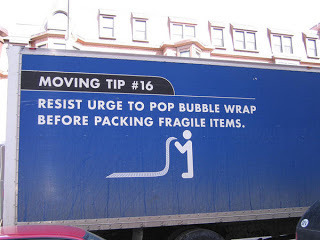 MOVING TIP #16
RESIST URGE TO POP BUBBLE WRAP
BEFORE PACKING FRAGILE ITEMS.